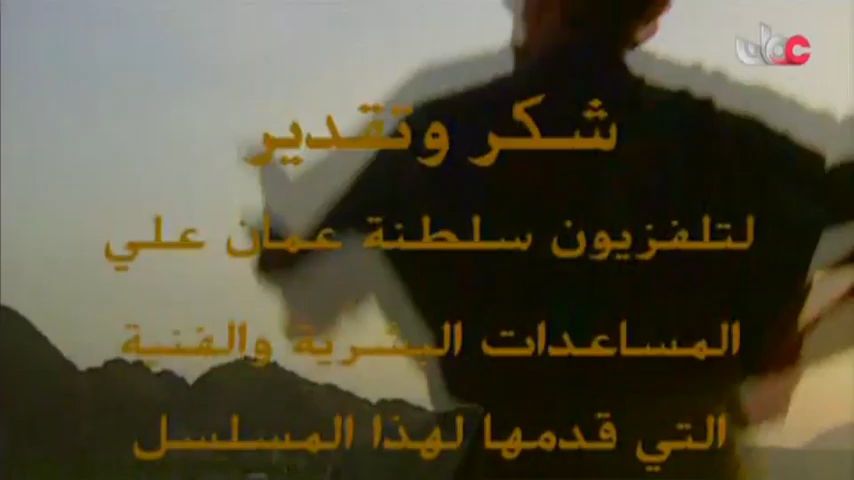 شكر وتقدير
لتلفزيون سلطنة عمان علي
المساعدات البشرية والفنية
التي قدمها لهذا المسلسل